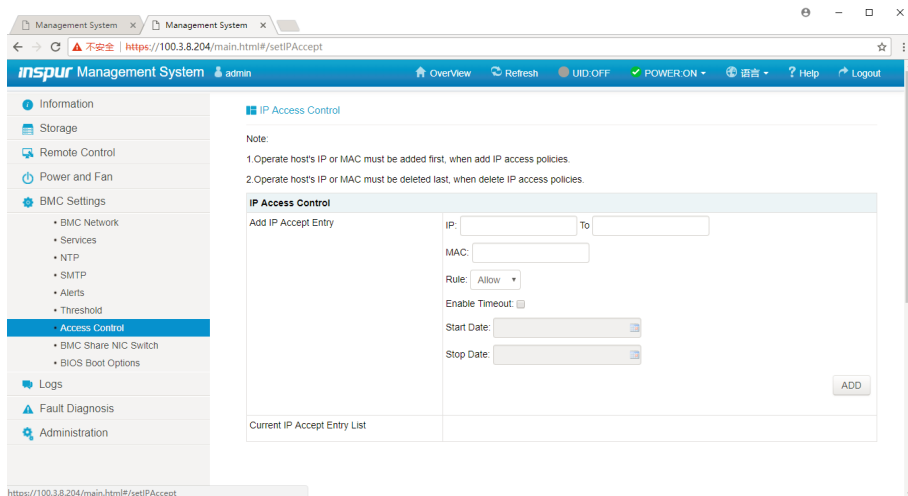 Management System
Management System
不安全 | https://100.3.8.204/main.html#/setIPAccept
inspur Management System admin OverView Refresh UID:OFF POWER:ON 语言 Help Logout
Information
Storage
Remote Control
Power and Fan
BMC Settings
• BMC Network
• Services
• NTP
• SMTP
• Alerts
• Threshold
• Access Control
• BMC Share NIC Switch
• BIOS Boot Options
Logs
Fault Diagnosis
Administration
IP Access Control
Note:
1.Operate host's IP or MAC must be added first, when add IP access policies.
2.Operate host's IP or MAC must be deleted last, when delete IP access policies.
IP Access Control
Add IP Accept Entry
IP: To
MAC:
Rule: Allow
Enable Timeout:
Start Date:
Stop Date:
ADD
Current IP Accept Entry List
https://100.3.8.204/main.html#/setIPAccept